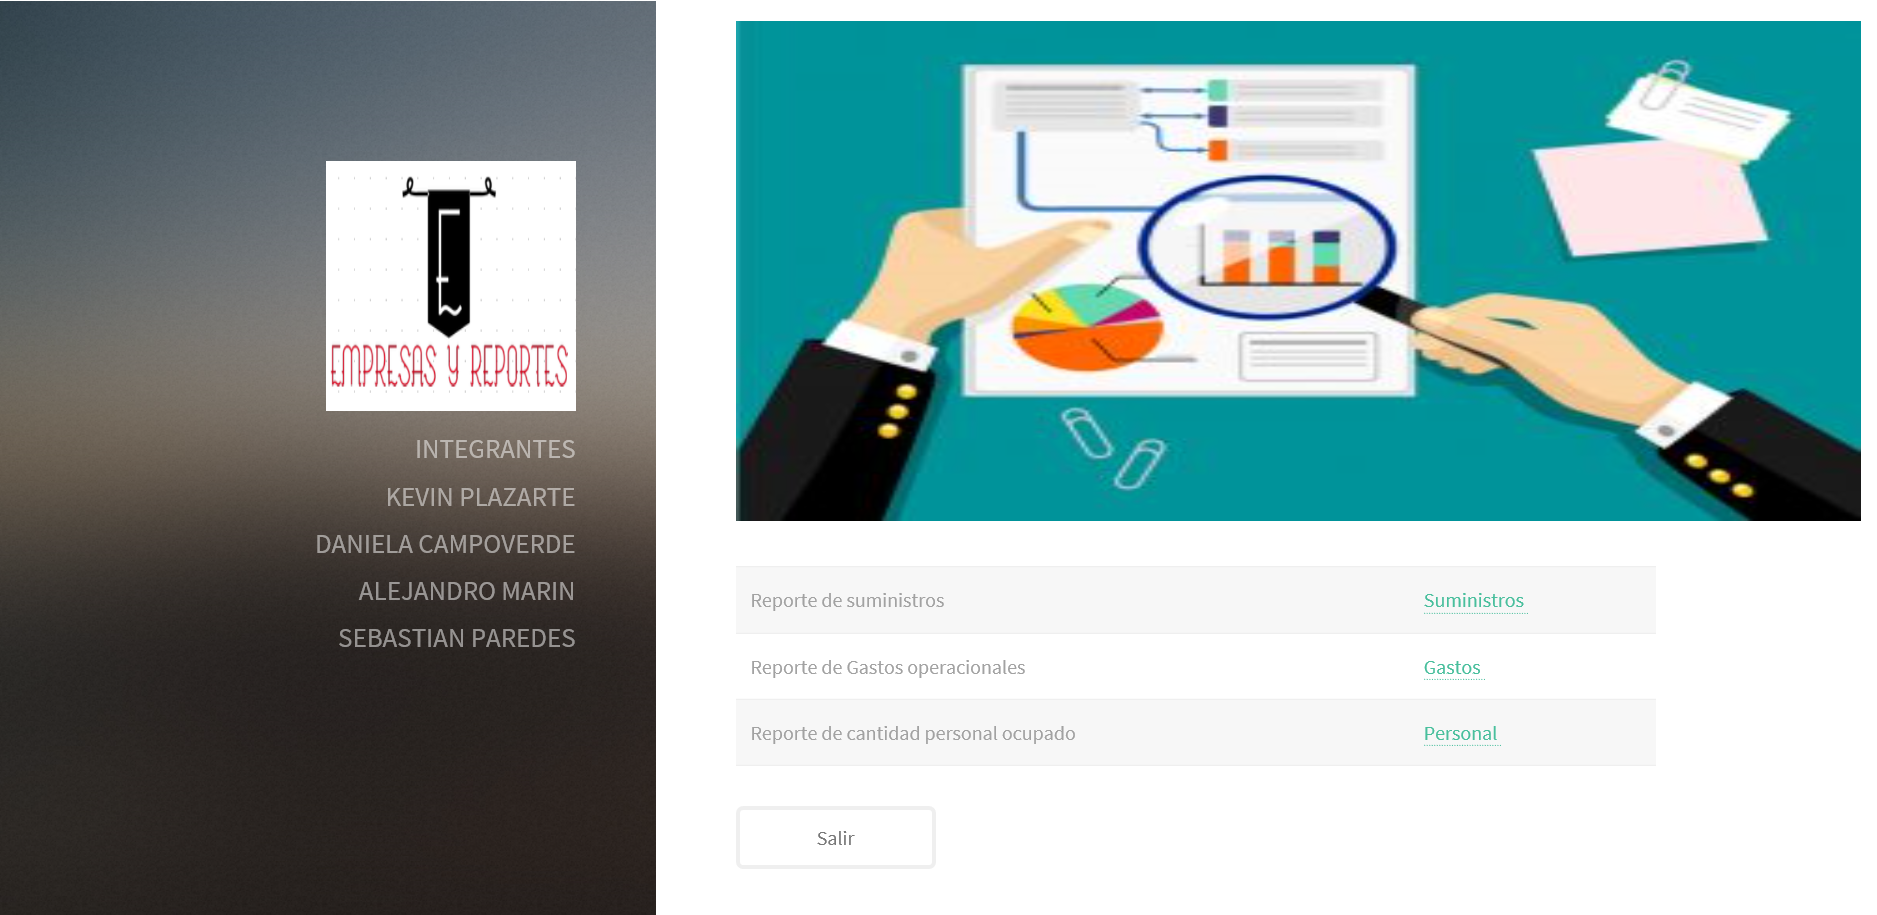 EMPRESAS Y REPORTES
INTEGRANTES
KEVIN PLAZARTE
DANIELA CAMPOVERDE
ALEJANDRO MARIN
SEBASTIAN PAREDES
Reporte de suministros Suministros
Reporte de Gastos operacionales Gastos
Reporte de cantidad personal ocupado Personal
Salir